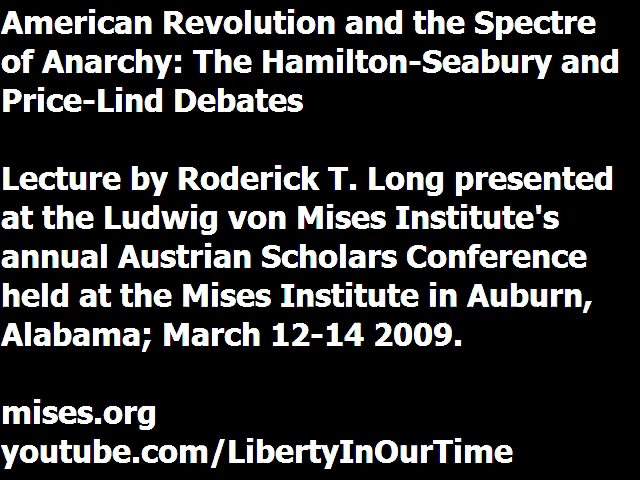 American Revolution and the Spectre
of Anarchy: The Hamilton-Seabury and
Price-Lind Debates
Lecture by Roderick T. Long presented
at the Ludwig von Mises Institute's
annual Austrian Scholars Conference
held at the Mises Institute in Auburn,
Alabama; March 12-14 2009.
mises.org
youtube.com/LibertyInOurTime